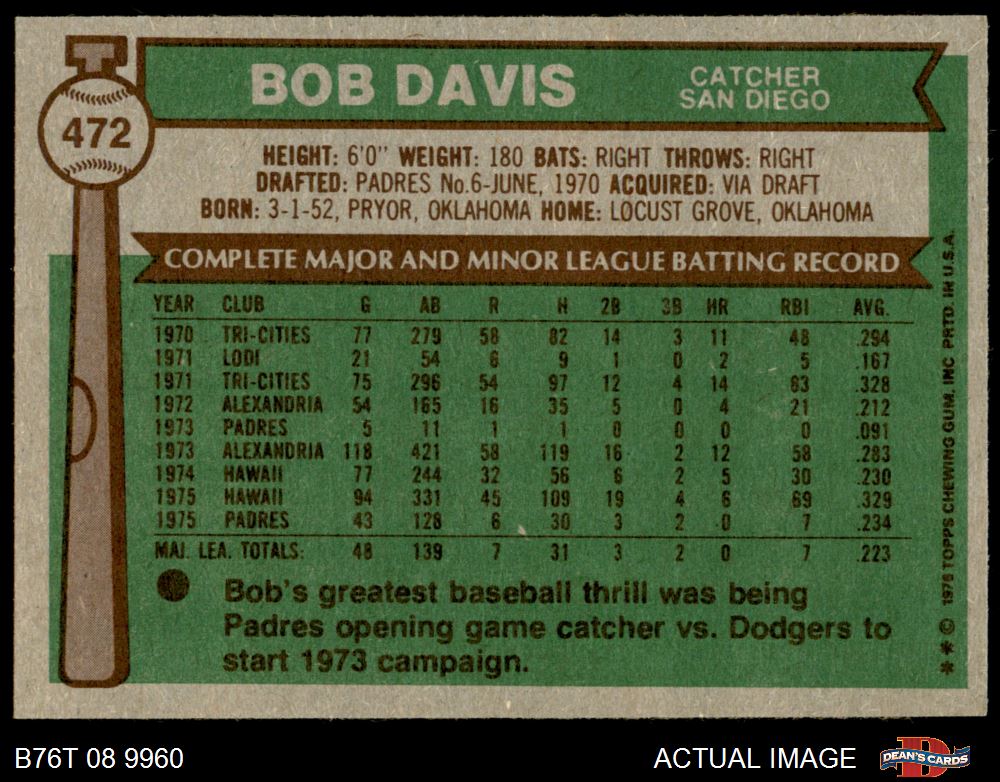 BOB DAVIS
CATCHER
SAN DIEGO
472
HEIGHT: 6'0" WEIGHT: 180 BATS: RIGHT THROWS: RIGHT
DRAFTED: PADRES No.6-JUNE, 1970 ACQUIRED: VIA DRAFT
BORN: 3-1-52, PRYOR, OKLAHOMA HOME: LOCUST GROVE, OKLAHOMA
COMPLETE MAJOR AND MINOR LEAGUE BATTING RECORD
YEAR CLUB G AB R H 2B 3B HR RBI AVG.
1970 TRI-CITIES 77 279 58 82 14 3 11 48 .294
1971 LODI 21 54 6 9 1 0 2 5 .167
1971 TRI-CITIES 75 296 54 97 12 4 14 63 .328
1972 ALEXANDRIA 54 165 16 35 5 0 4 21 .212
1973 PADRES 5 11 1 1 0 0 0 0 .091
1973 ALEXANDRIA 118 421 58 119 16 2 12 58 .283
1974 HAWAII 77 244 32 56 6 2 5 30 .230
1975 HAWAII 94 331 45 109 19 4 6 69 .329
1975 PADRES 43 128 6 30 3 2 0 7 .234
MAJ. LEA. TOTALS: 48 139 7 31 3 2 0 7 .223
Bob's greatest baseball thrill was being
Padres opening game catcher vs. Dodgers to
start 1973 campaign.
** © 1976 TOPPS CHEWING GUM, INC PRTD. IN U.S.A.
B76T 08 9960
ACTUAL IMAGE
DEAN'S CARDS